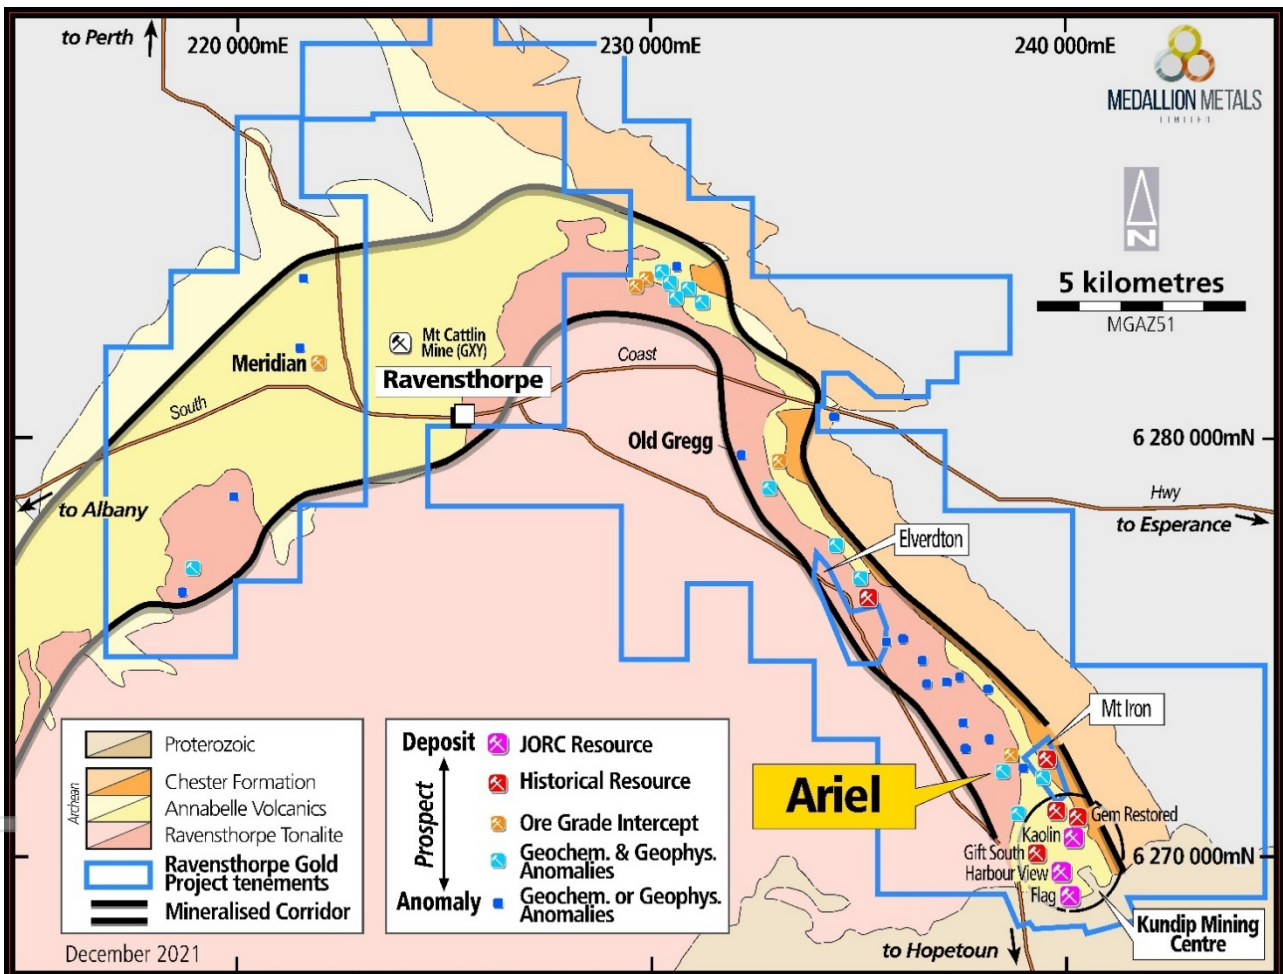 to Perth
220 000mE
230 000mE
240 000mE
MEDALLION METALS
LIMITED
N
5 kilometres
MGAZ51
Mt Cattlin
Mine (GXY)
Meridian
Ravensthorpe
Coast
South
Old Gregg
6 280 000mN
Hwy
to Albany
to Esperance
Elverdton
Mt Iron
Ariel
Gem Restored
Kaolin
Gift South
6 270 000mN
Harbour View
Flag
Kundip Mining
Centre
to Hopetoun
Proterozoic
Archean
Chester Formation
Annabelle Volcanics
Ravensthorpe Tonalite
Ravensthorpe Gold
Project tenements
Mineralised Corridor
Deposit
Prospect
Anomaly
JORC Resource
Historical Resource
Ore Grade Intercept
Geochem. & Geophys.
Anomalies
Geochem. or Geophys.
Anomalies
December 2021